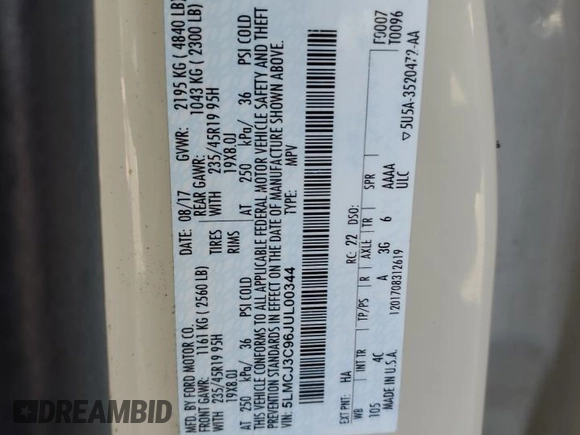 MFD. BY FORD MOTOR CO.
DATE: 08/17 GVWR: 2195 KG ( 4840 LB)
FRONT GAWR: 1161 KG ( 2560 LB) REAR GAWR: 1043 KG ( 2300 LB)
WITH 235/45R19 95H TIRES WITH 235/45R19 95H
19X8.0J RIMS 19X8.0J
AT 250 kPa/ 36 PSI COLD AT 250 kPa/ 36 PSI COLD
THIS VEHICLE CONFORMS TO ALL APPLICABLE FEDERAL MOTOR VEHICLE SAFETY AND THEFT
PREVENTION STANDARDS IN EFFECT ON THE DATE OF MANUFACTURE SHOWN ABOVE.
VIN: 5LMCJ3C96JUL00344 TYPE: MPV
F0007
T0096
EXT PNT: HA RC: 22 DSO:
WB INT TR TP/PS R AXLE TR SPR
105 4C A 3G 6 AAAA
MADE IN U.S.A. ULC
1201708312619
▽5U5A-3520472-AA
DREAMBID